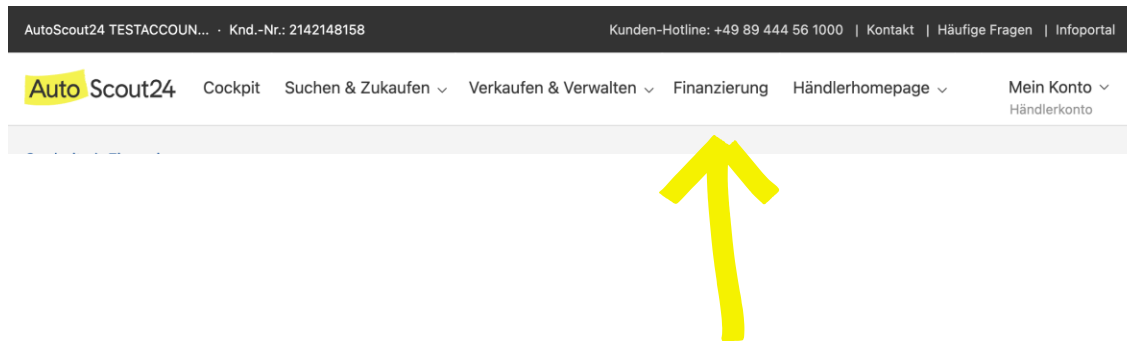 AutoScout24 TESTACCOUN... · Knd.-Nr.: 2142148158 Kunden-Hotline: +49 89 444 56 1000 | Kontakt | Häufige Fragen | Infoportal
AutoScout24 Cockpit Suchen & Zukaufen Verkaufen & Verwalten Finanzierung Händlerhomepage Mein Konto
Händlerkonto